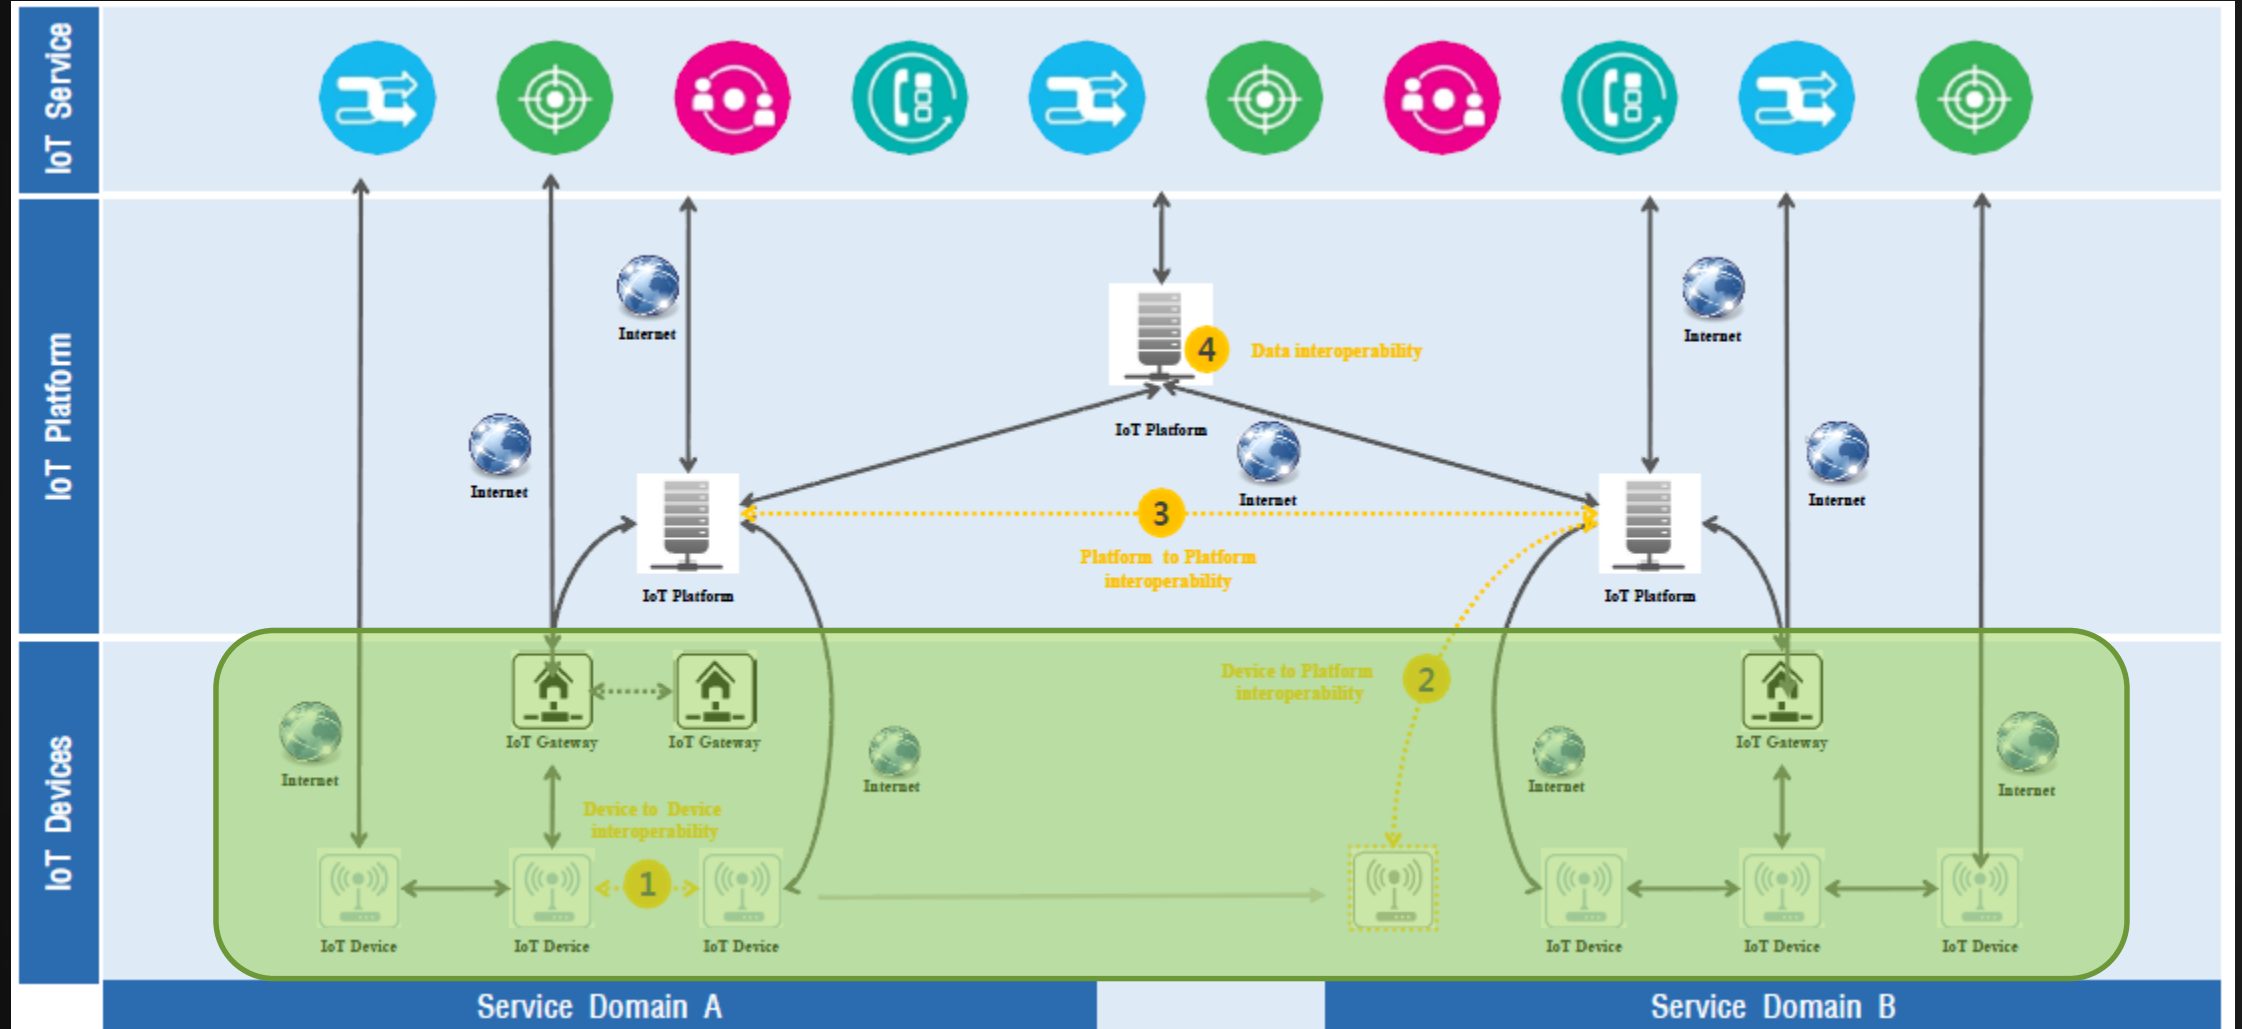 IoT Service
IoT Platform
IoT Devices
Internet
4
Data interoperability
IoT Platform
Internet
Internet
Internet
Internet
3
Platform to Platform
interoperability
IoT Platform
IoT Platform
Device to Platform
interoperability
2
IoT Gateway
IoT Gateway
IoT Gateway
Internet
Internet
Internet
Internet
Device to Device
interoperability
1
IoT Device
IoT Device
IoT Device
IoT Device
IoT Device
IoT Device
Service Domain A
Service Domain B